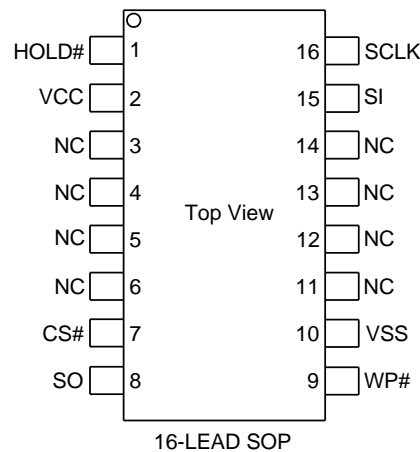 HOLD# 1 16 SCLK
VCC 2 15 SI
NC 3 14 NC
NC 4 13 NC
Top View
NC 5 12 NC
NC 6 11 NC
CS# 7 10 VSS
SO 8 9 WP#
16-LEAD SOP